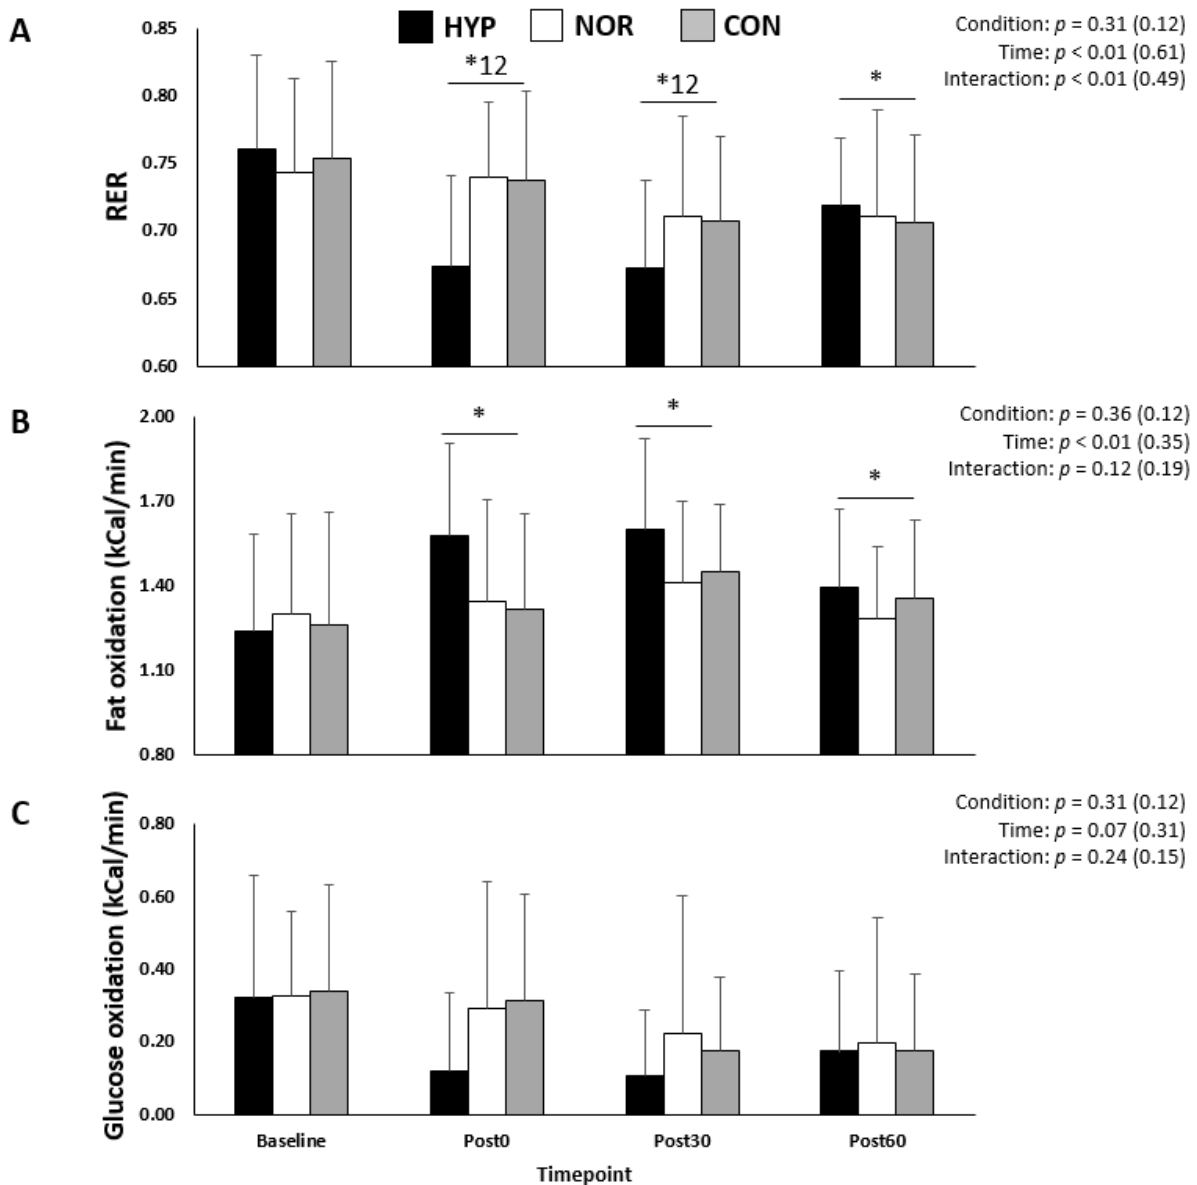 HYP NOR CON
A
Condition: p = 0.31 (0.12)
Time: p < 0.01 (0.61)
Interaction: p < 0.01 (0.49)
RER
0.85
0.80
0.75
0.70
0.65
0.60
*12
*12
*
B
Condition: p = 0.36 (0.12)
Time: p < 0.01 (0.35)
Interaction: p = 0.12 (0.19)
Fat oxidation (kCal/min)
2.00
1.70
1.40
1.10
0.80
*
*
*
C
Condition: p = 0.31 (0.12)
Time: p = 0.07 (0.31)
Interaction: p = 0.24 (0.15)
Glucose oxidation (kCal/min)
0.80
0.60
0.40
0.20
0.00
Baseline Post0 Post30 Post60
Timepoint